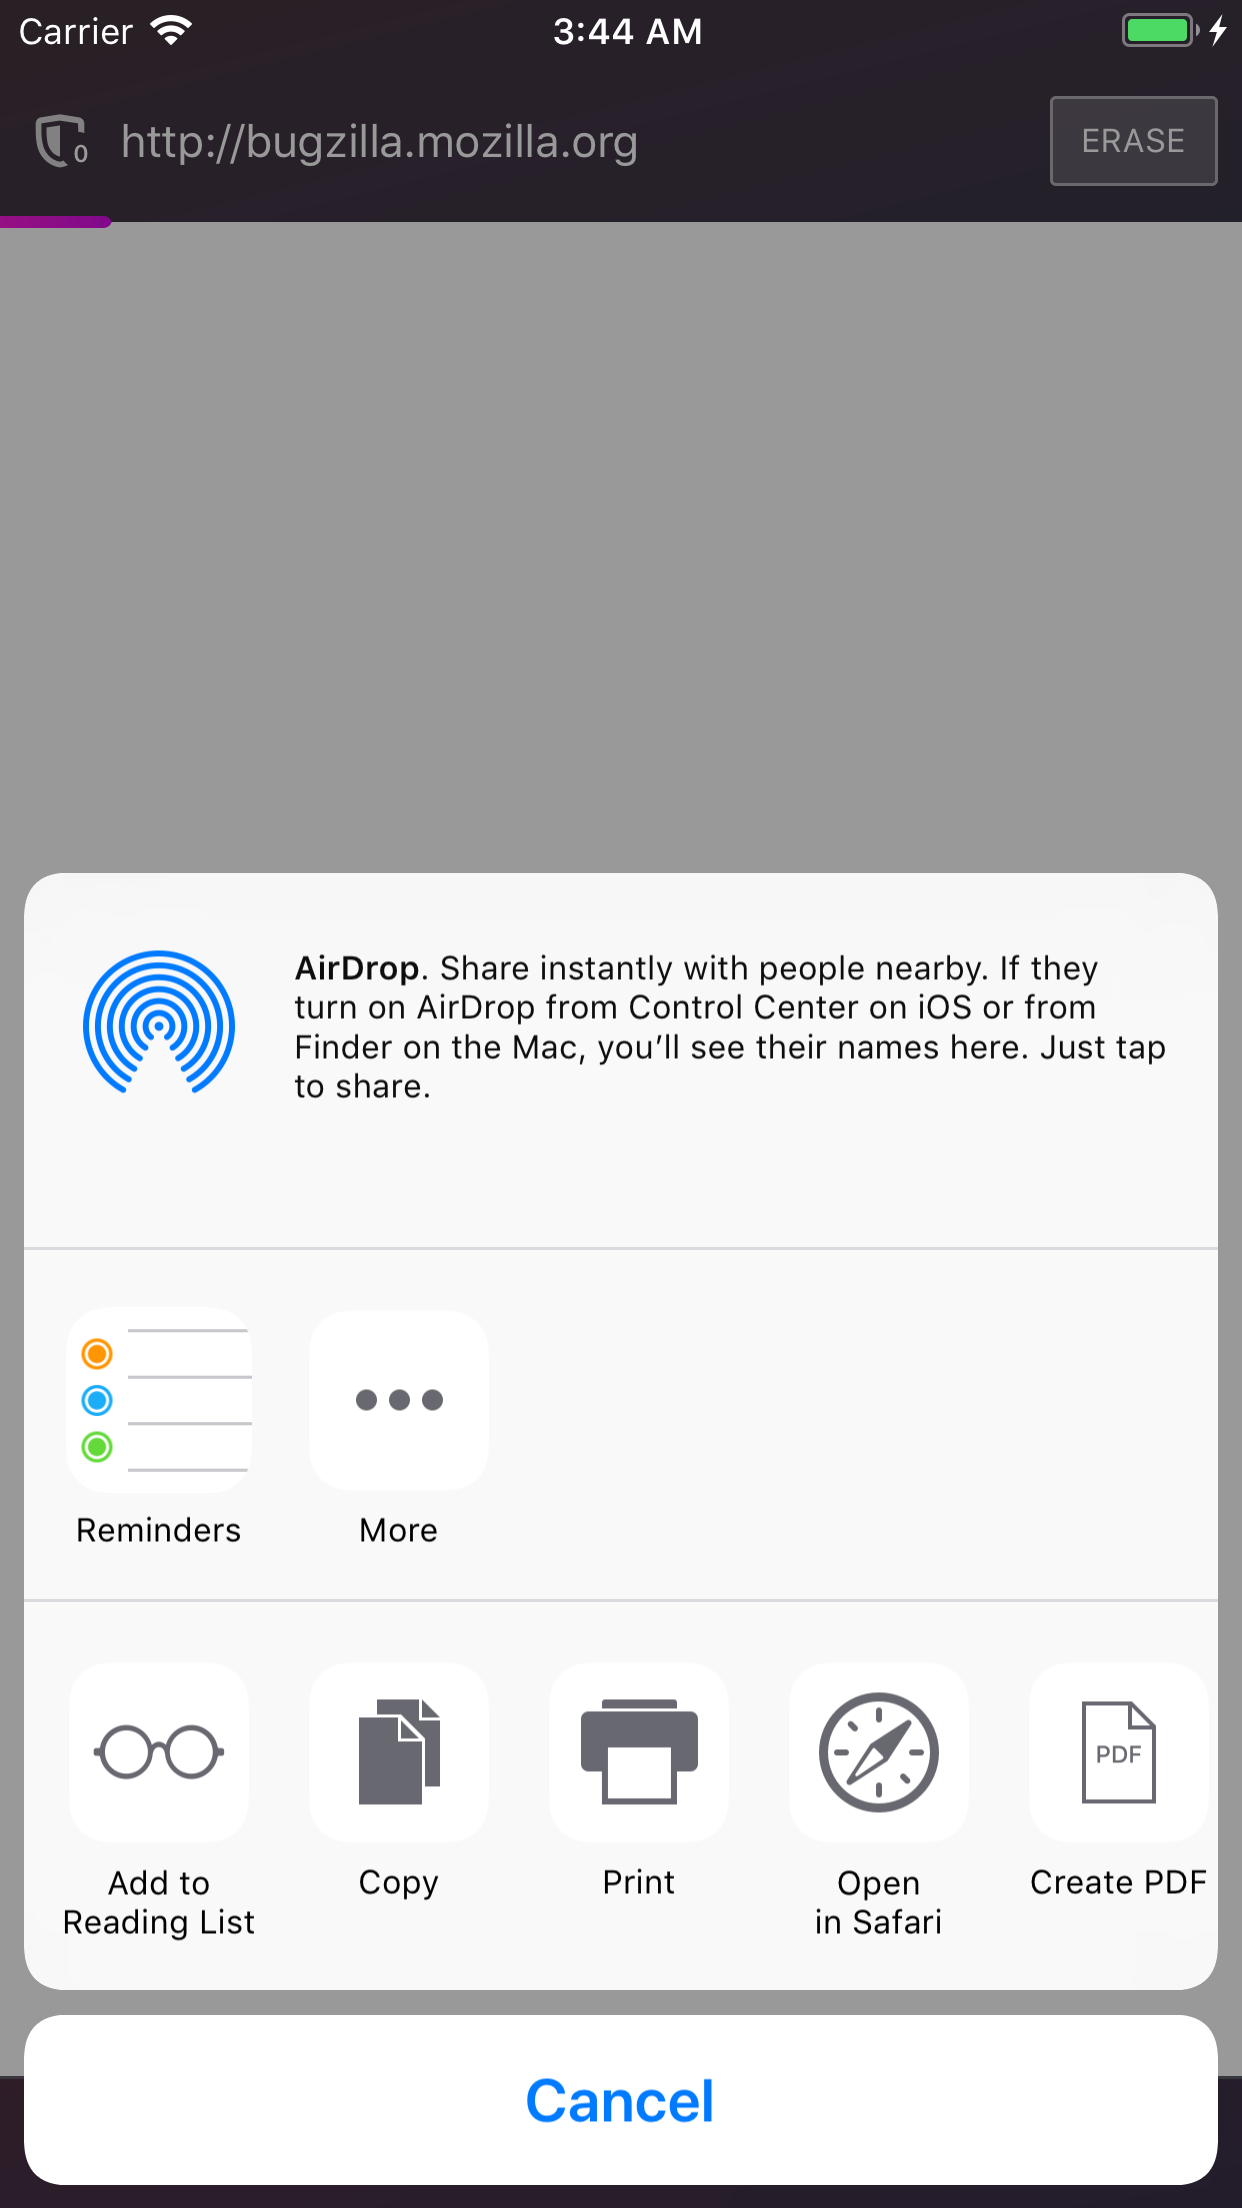 Carrier
3:44 AM
0
http://bugzilla.mozilla.org
ERASE
AirDrop. Share instantly with people nearby. If they
turn on AirDrop from Control Center on iOS or from
Finder on the Mac, you’ll see their names here. Just tap
to share.
Reminders
More
PDF
Add to
Reading List
Copy
Print
Open
in Safari
Create PDF
Cancel